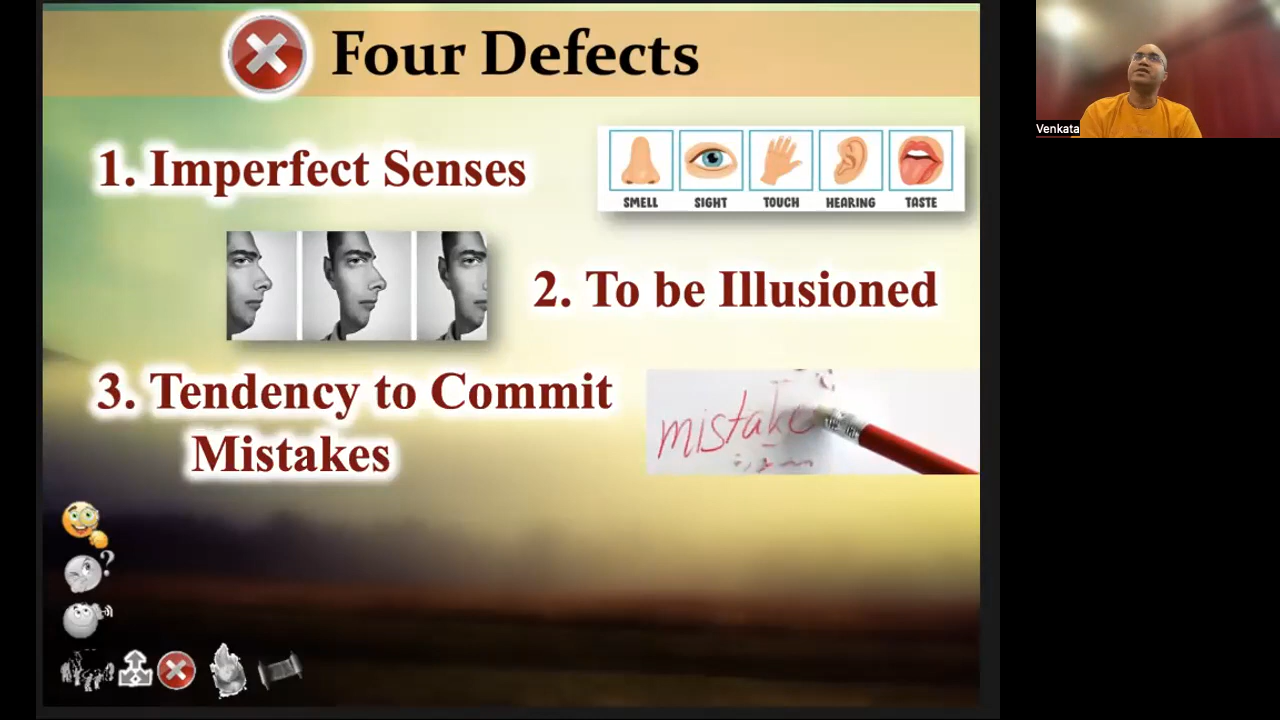 Four Defects
1. Imperfect Senses
SMELL SIGHT TOUCH HEARING TASTE
2. To be Illusioned
3. Tendency to Commit
Mistakes
mistake
?
Venkata